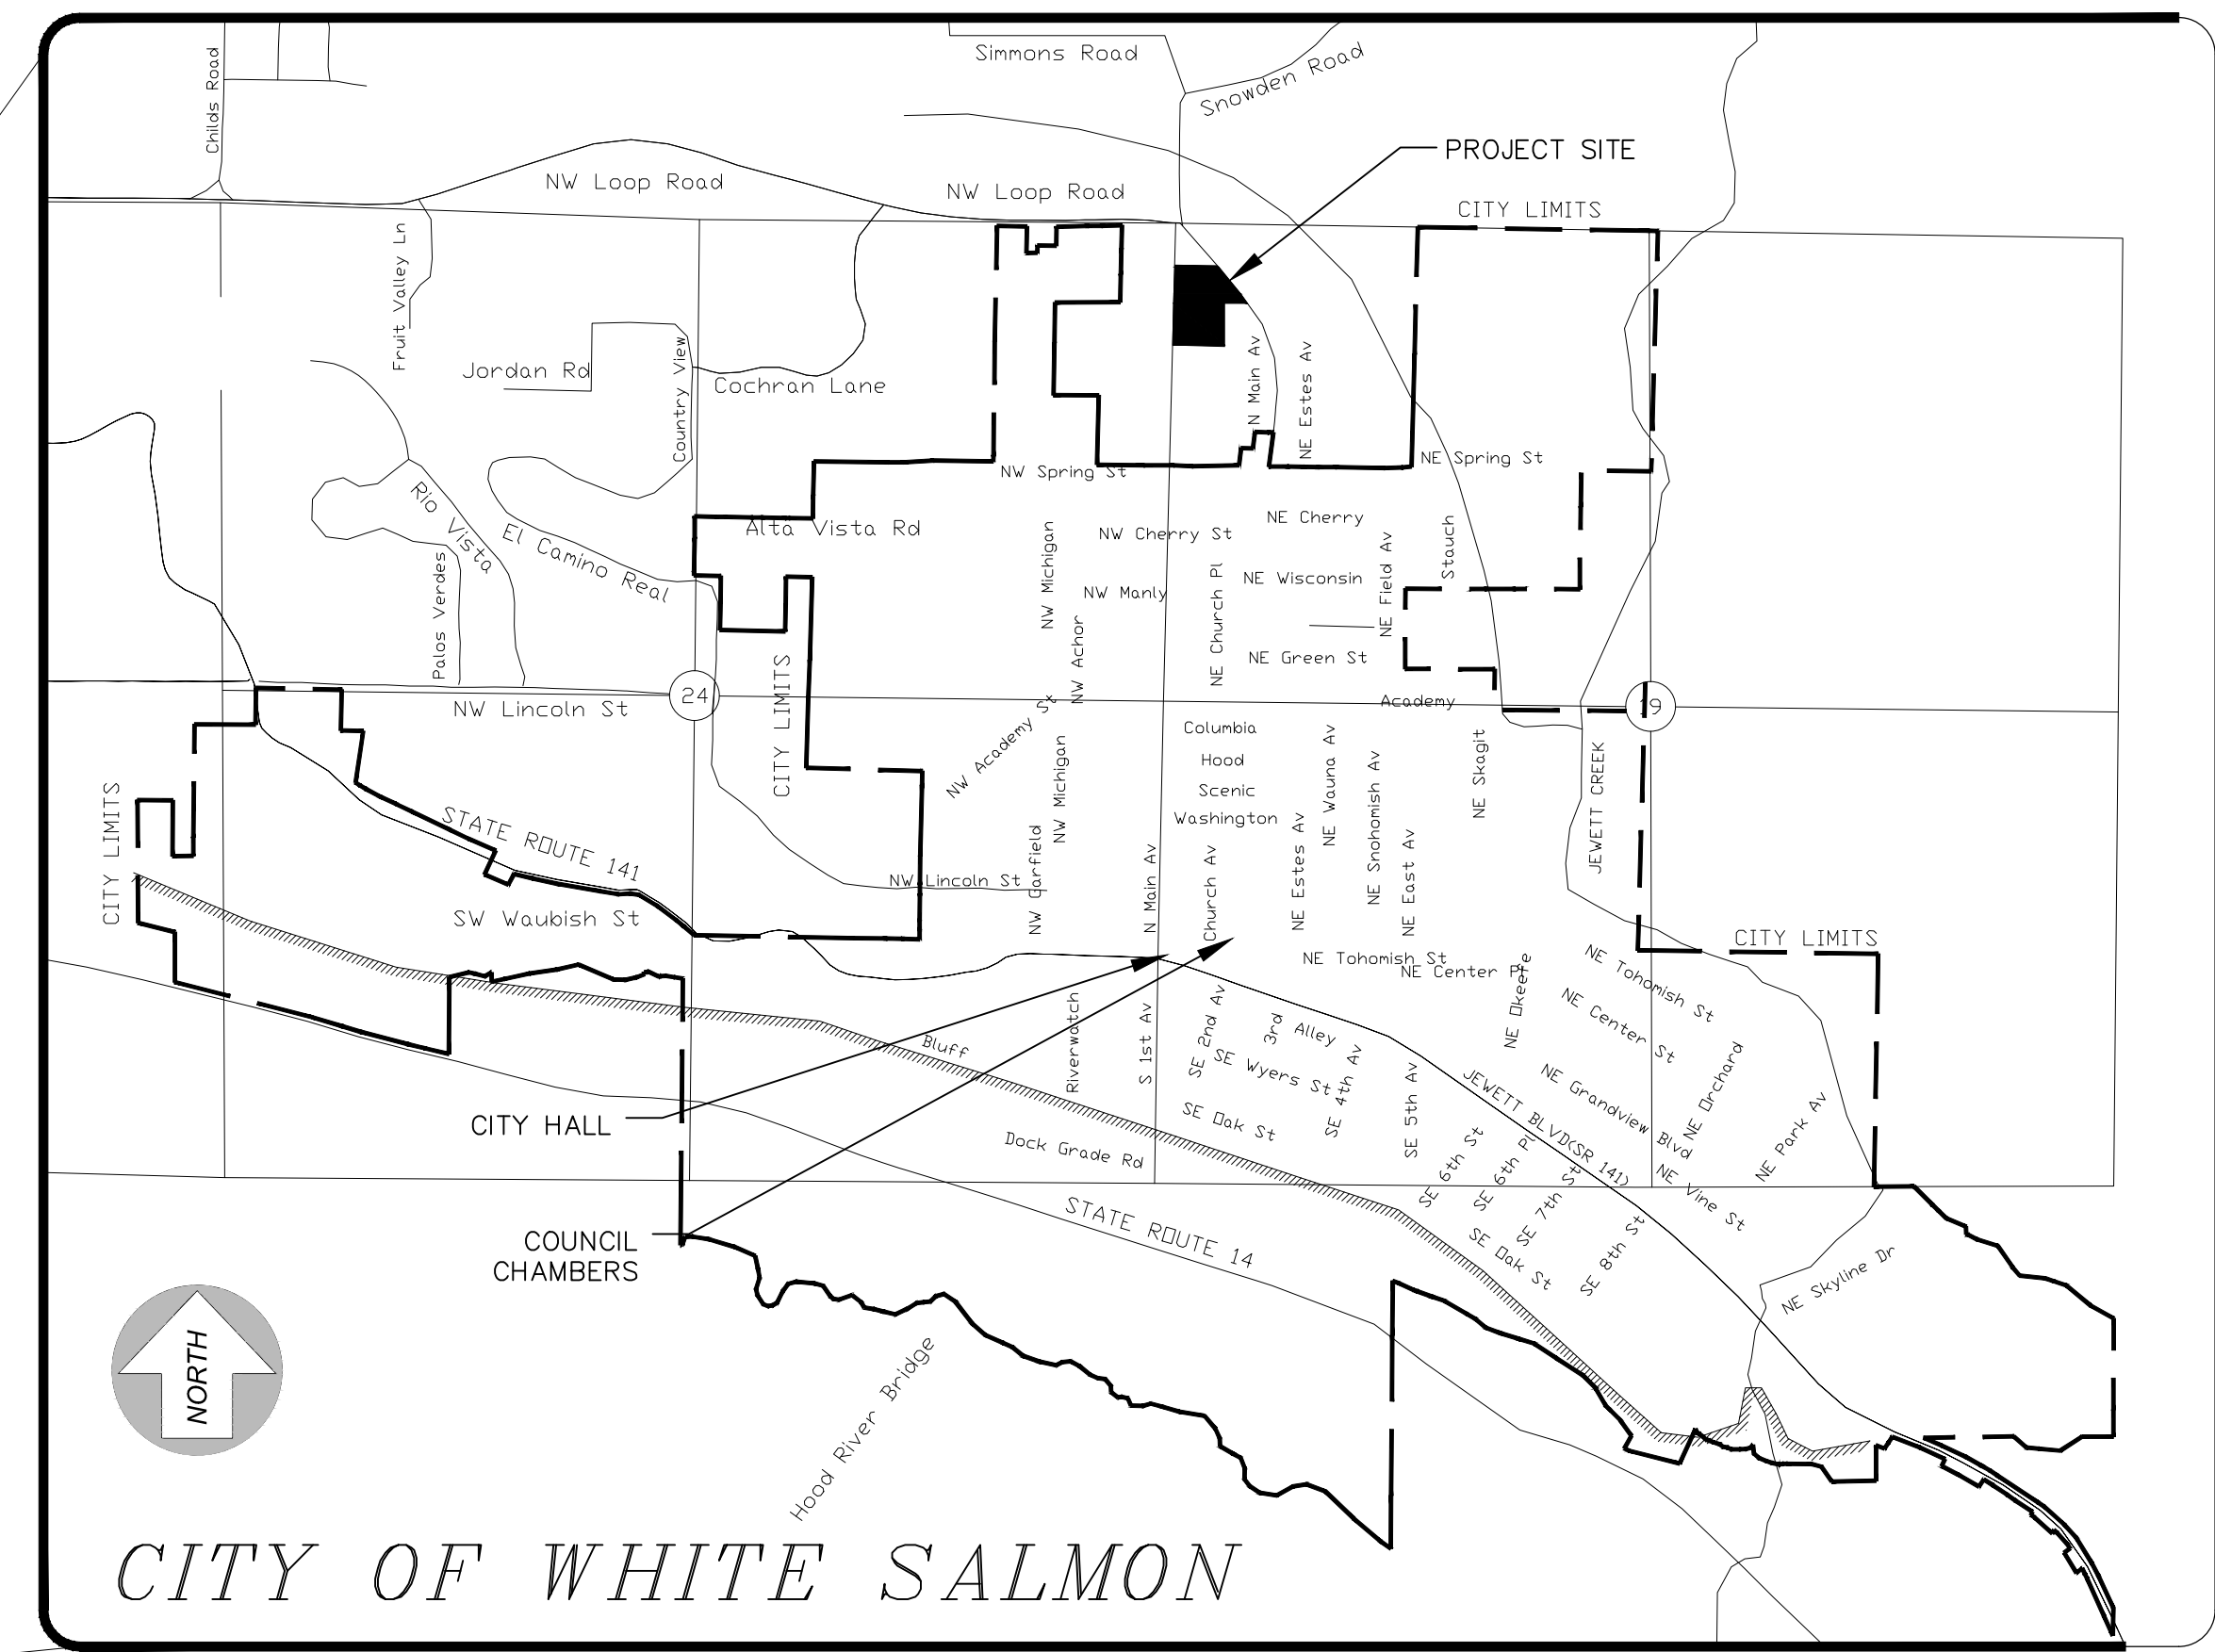 Childs Road
Simmons Road
Snowden Road
PROJECT SITE
NW Loop Road
NW Loop Road
CITY LIMITS
Fruit Valley Ln
Jordan Rd
Country View
Cochran Lane
N Main Av
NE Estes Av
NW Spring St
NE Spring St
Rio Vista
El Camino Real
Alta Vista Rd
NW Michigan
NW Cherry St
NE Cherry
NE Field Av
Stauch
Palos Verdes
NW Manly
NE Church Pl
NE Wisconsin
NW Achor
NE Green St
24
19
NW Lincoln St
CITY LIMITS
NW Academy St
Academy
Columbia
Hood
Scenic
Washington
NW Michigan
NE Wauna Av
NE Snohomish Av
NE Skagit
JEWETT CREEK
CITY LIMITS
STATE ROUTE 141
NW Lincoln St
NW Garfield
N Main Av
Church Av
NE Estes Av
NE East Av
SW Waubish St
NE Tohomish St
NE Center Pl
NE Okeefe
NE Tohomish St
CITY LIMITS
NE Center St
Bluff
Riverwatch
S 1st Av
SE 2nd Av
3rd
Alley
SE Wyers St
SE 4th Av
SE 5th Av
JEWETT BLVD(SR 141)
NE Grandview Blvd
NE Orchard
NE Park Av
CITY HALL
SE Oak St
Dock Grade Rd
SE 6th St
SE 6th Pl
SE 7th St
NE Vine St
STATE ROUTE 14
COUNCIL
CHAMBERS
SE Oak St
SE 8th St
NE Skyline Dr
NORTH
Hood River Bridge
CITY OF WHITE SALMON